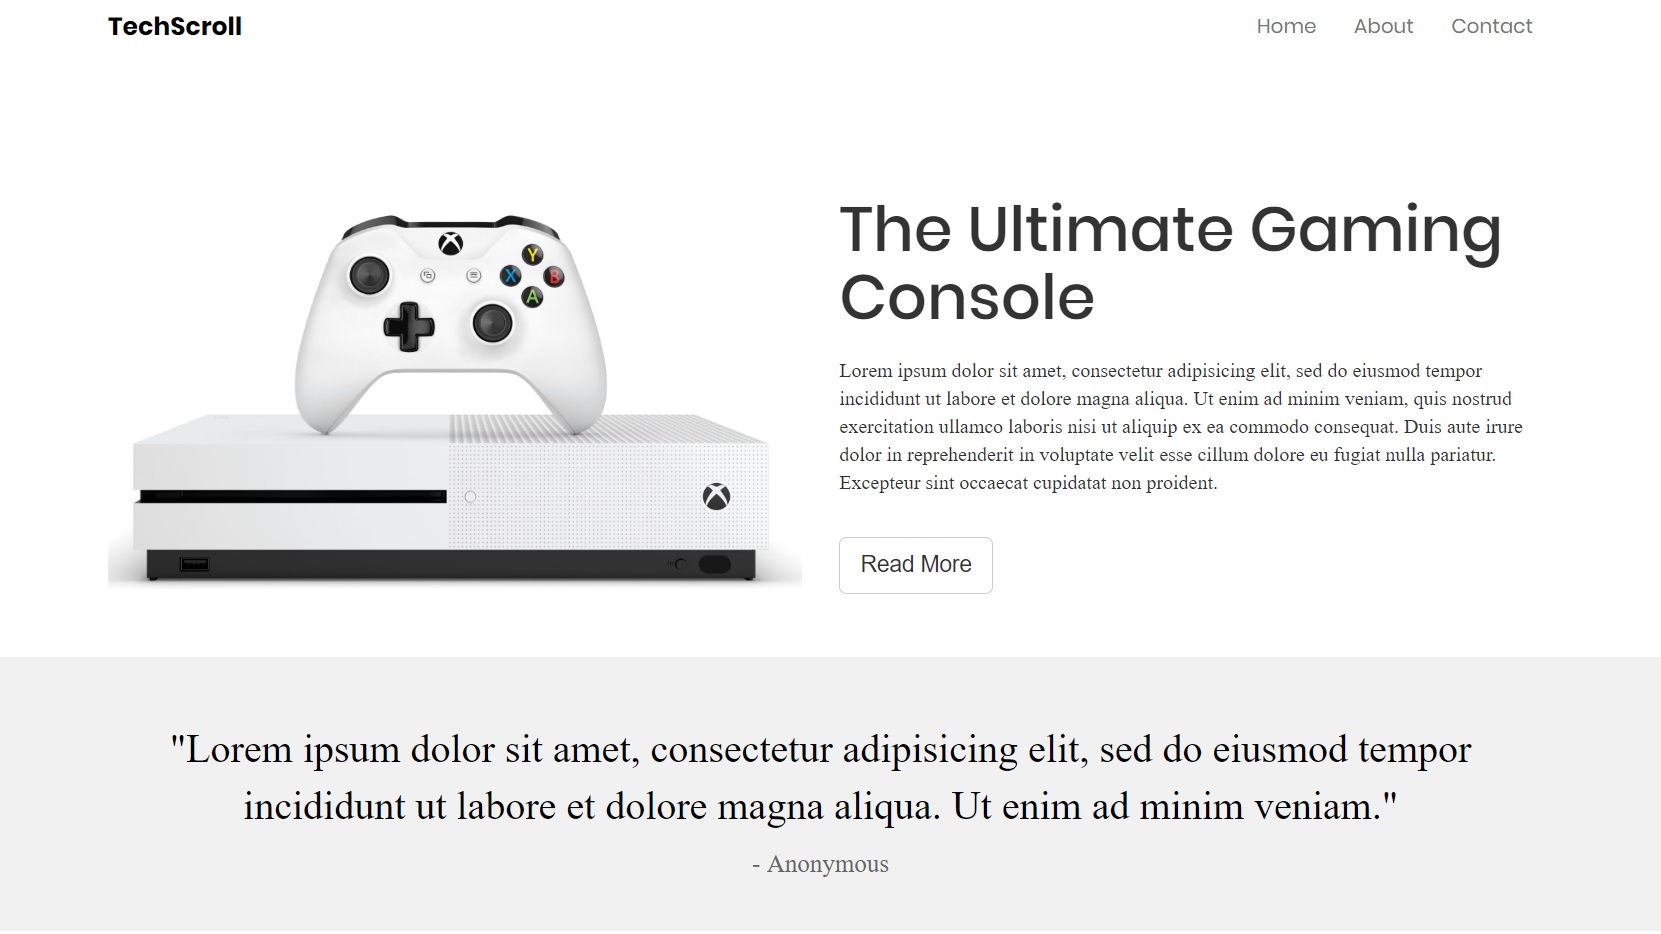 TechScroll
Home
About
Contact
Y
X
B
A
The Ultimate Gaming
Console
Lorem ipsum dolor sit amet, consectetur adipisicing elit, sed do eiusmod tempor
incididunt ut labore et dolore magna aliqua. Ut enim ad minim veniam, quis nostrud
exercitation ullamco laboris nisi ut aliquip ex ea commodo consequat. Duis aute irure
dolor in reprehenderit in voluptate velit esse cillum dolore eu fugiat nulla pariatur.
Excepteur sint occaecat cupidatat non proident.
Read More
"Lorem ipsum dolor sit amet, consectetur adipisicing elit, sed do eiusmod tempor
incididunt ut labore et dolore magna aliqua. Ut enim ad minim veniam."
- Anonymous